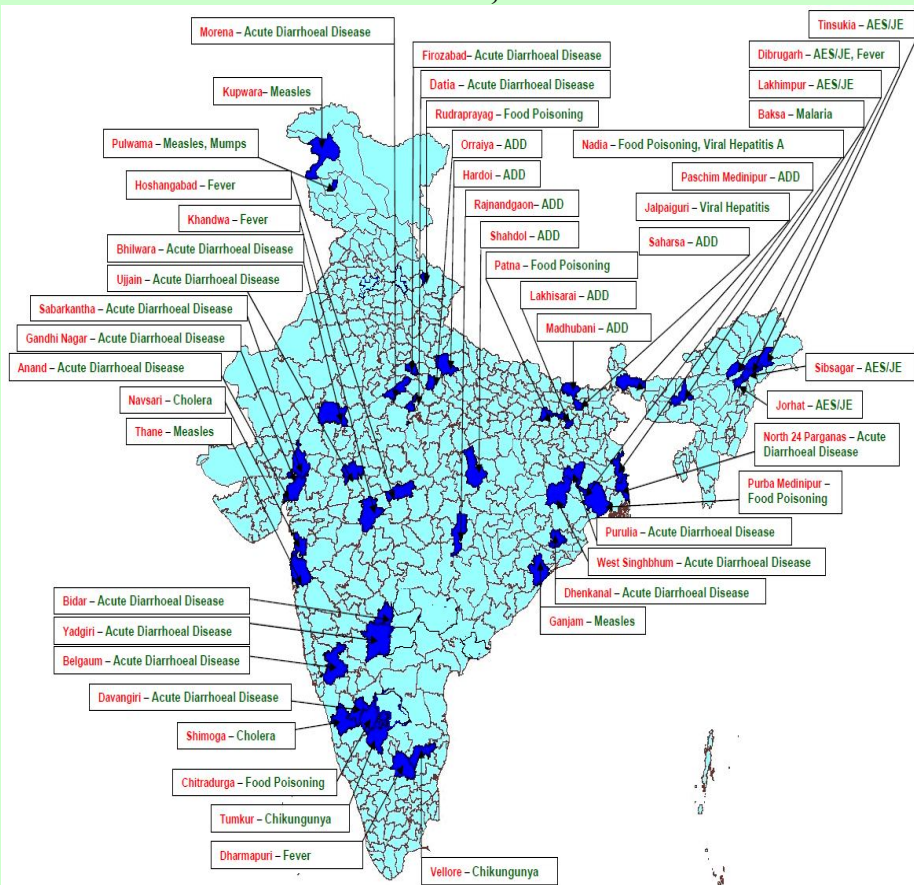 Morena – Acute Diarrhoeal Disease
Kupwara– Measles
Pulwama – Measles, Mumps
Hoshangabad – Fever
Khandwa – Fever
Bhilwara – Acute Diarrhoeal Disease
Ujjain – Acute Diarrhoeal Disease
Sabarkantha – Acute Diarrhoeal Disease
Gandhi Nagar – Acute Diarrhoeal Disease
Anand – Acute Diarrhoeal Disease
Navsari – Cholera
Thane – Measles
Firozabad– Acute Diarrhoeal Disease
Datia – Acute Diarrhoeal Disease
Rudraprayag – Food Poisoning
Orraiya – ADD
Hardoi – ADD
Rajnandgaon– ADD
Shahdol – ADD
Patna – Food Poisoning
Lakhisarai – ADD
Madhubani – ADD
Tinsukia – AES/JE
Dibrugarh – AES/JE, Fever
Lakhimpur – AES/JE
Baksa – Malaria
Nadia – Food Poisoning, Viral Hepatitis A
Paschim Medinipur – ADD
Jalpaiguri – Viral Hepatitis
Saharsa – ADD
Sibsagar – AES/JE
Jorhat – AES/JE
North 24 Parganas – Acute
Diarrhoeal Disease
Purba Medinipur –
Food Poisoning
Purulia – Acute Diarrhoeal Disease
West Singhbhum – Acute Diarrhoeal Disease
Dhenkanal – Acute Diarrhoeal Disease
Ganjam – Measles
Bidar – Acute Diarrhoeal Disease
Yadgiri – Acute Diarrhoeal Disease
Belgaum – Acute Diarrhoeal Disease
Davangiri – Acute Diarrhoeal Disease
Shimoga – Cholera
Chitradurga – Food Poisoning
Tumkur – Chikungunya
Dharmapuri – Fever
Vellore – Chikungunya